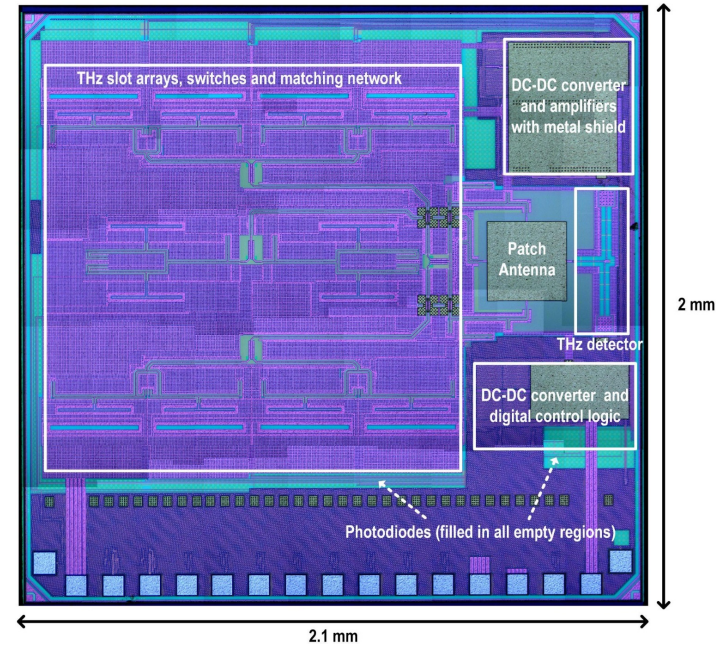 THz slot arrays, switches and matching network
DC-DC converter
and amplifiers
with metal shield
Patch
Antenna
2 mm
THz detector
DC-DC converter and
digital control logic
Photodiodes (filled in all empty regions)
2.1 mm